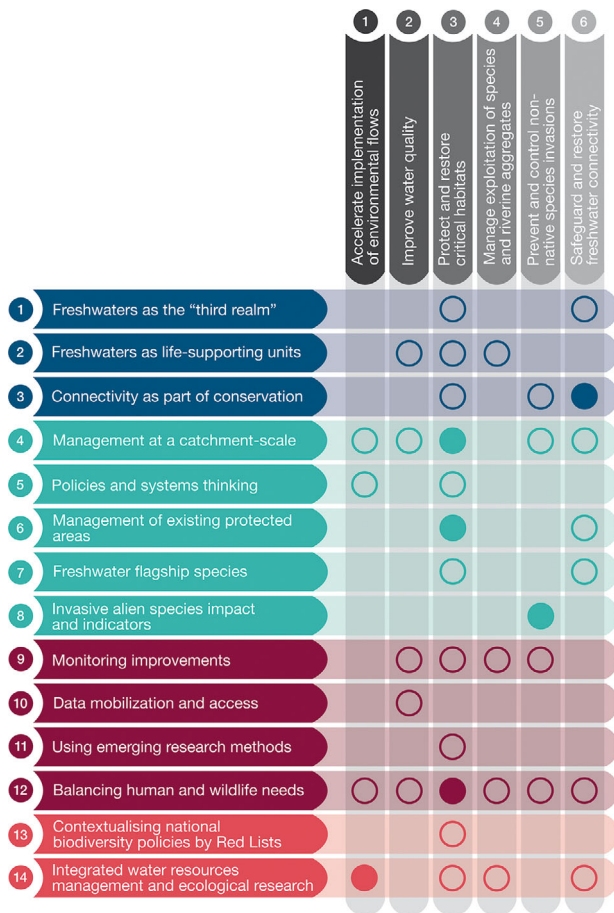 1 2 3 4 5 6
Accelerate implementation
of environmental flows
Improve water quality
Protect and restore
critical habitats
Manage exploitation of species
and riverine aggregates
Prevent and control non-
native species invasions
Safeguard and restore
freshwater connectivity
1 Freshwaters as the “third realm”
2 Freshwaters as life-supporting units
3 Connectivity as part of conservation
4 Management at a catchment-scale
5 Policies and systems thinking
6 Management of existing protected
areas
7 Freshwater flagship species
8 Invasive alien species impact
and indicators
9 Monitoring improvements
10 Data mobilization and access
11 Using emerging research methods
12 Balancing human and wildlife needs
13 Contextualising national
biodiversity policies by Red Lists
14 Integrated water resources
management and ecological research